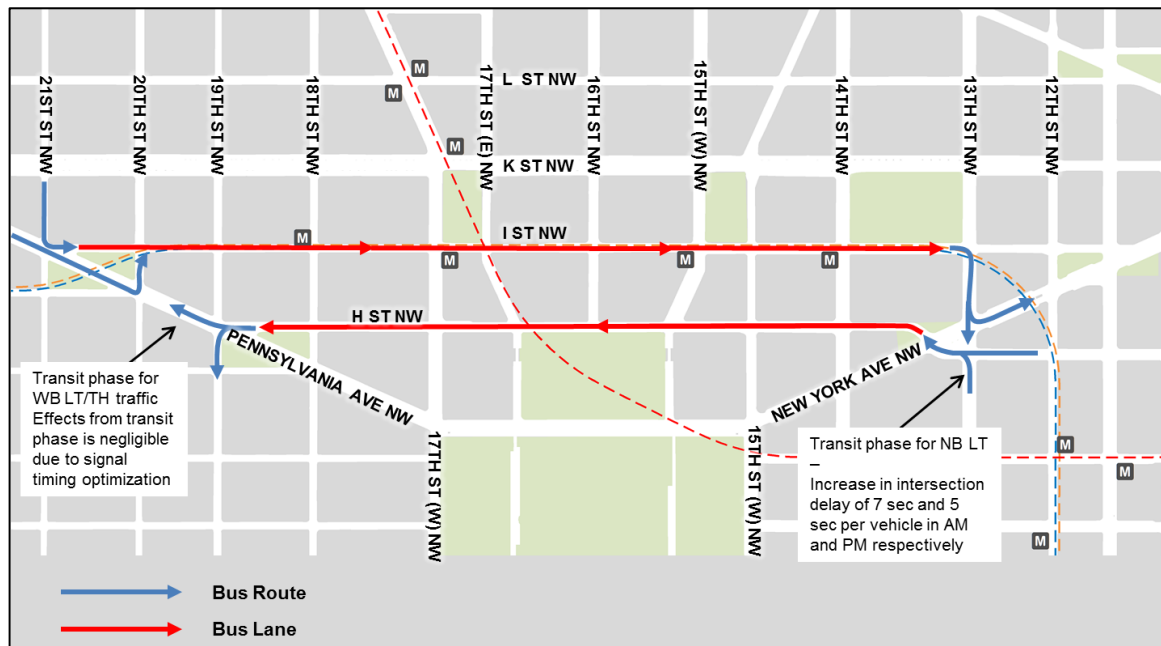 21ST ST NW
20TH ST NW
19TH ST NW
18TH ST NW
17TH ST (E) NW
16TH ST NW
15TH ST (W) NW
14TH ST NW
13TH ST NW
12TH ST NW
M
L ST NW
M
M
K ST NW
M
I ST NW
M
M
M
H ST NW
PENNSYLVANIA AVE NW
NEW YORK AVE NW
Transit phase for
WB LT/TH traffic
Effects from transit
phase is negligible
due to signal
timing optimization
17TH ST (W) NW
15TH ST (W) NW
Transit phase for NB LT
–
Increase in intersection
delay of 7 sec and 5
sec per vehicle in AM
and PM respectively
M
M
M
Bus Route
Bus Lane